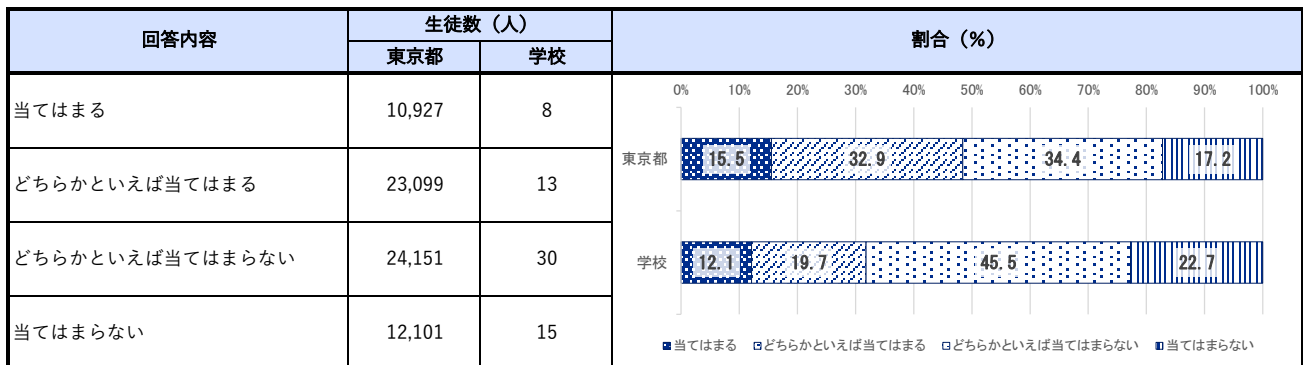 回答内容 生徒数（人） 割合（%）
東京都 学校
当てはまる 10,927 8
どちらかといえば当てはまる 23,099 13
どちらかといえば当てはまらない 24,151 30
当てはまらない 12,101 15
0% 10% 20% 30% 40% 50% 60% 70% 80% 90% 100%
東京都 15.5 32.9 34.4 17.2
学校 12.1 19.7 45.5 22.7
当てはまる どちらかといえば当てはまる どちらかといえば当てはまらない 当てはまらない